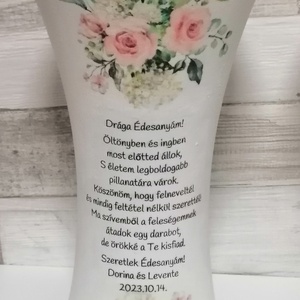 Drága Édesanyám!
Öltönyben és ingben
most előtted állok,
S életem legboldogabb
pillanatára várok.
Köszönöm, hogy felneveltél
és mindig feltétel nélkül szerettél!
Ma szívemből a feleségemnek
átadok egy darabot,
de örökké a Te kisfiad.
Szeretlek Édesanyám!
Dorina és Levente
2023.10.14.